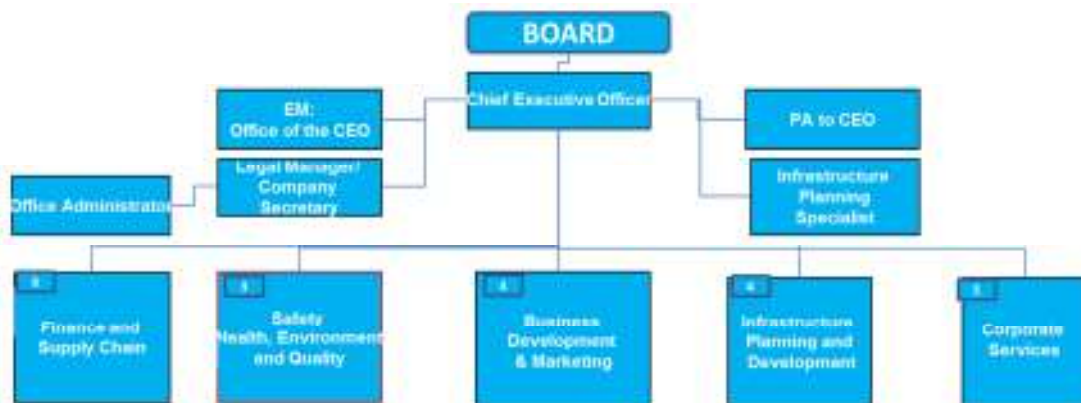 BOARD
Chief Executive Officer
EM:
Office of the CEO
PA to CEO
Legal Manager/
Company
Secretary
Infrastructure
Planning
Specialist
Office Administrator
Finance and
Supply Chain
Safety
Health, Environment
and Quality
Business
Development
& Marketing
Infrastructure
Planning and
Development
Corporate
Services